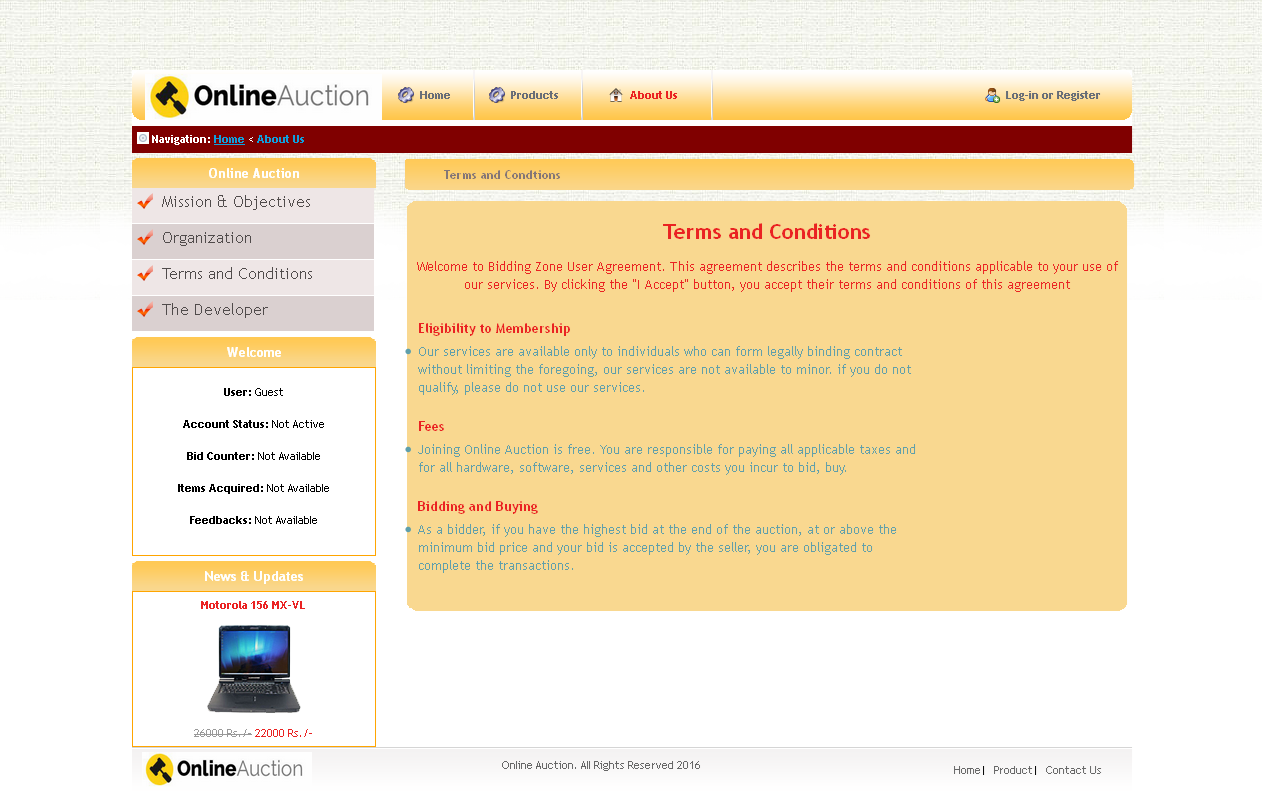 OnlineAuction
Home
Products
About Us
Log-in or Register
Navigation: Home < About Us
Online Auction
Mission & Objectives
Organization
Terms and Conditions
The Developer
Welcome
User: Guest
Account Status: Not Active
Bid Counter: Not Available
Items Acquired: Not Available
Feedbacks: Not Available
News & Updates
Motorola 156 MX-VL
26000 Rs./- 22000 Rs./-
Terms and Condtions
Terms and Conditions
Welcome to Bidding Zone User Agreement. This agreement describes the terms and conditions applicable to your use of
our services. By clicking the "I Accept" button, you accept their terms and conditions of this agreement
Eligibility to Membership
Our services are available only to individuals who can form legally binding contract
without limiting the foregoing, our services are not available to minor. if you do not
qualify, please do not use our services.
Fees
Joining Online Auction is free. You are responsible for paying all applicable taxes and
for all hardware, software, services and other costs you incur to bid, buy.
Bidding and Buying
As a bidder, if you have the highest bid at the end of the auction, at or above the
minimum bid price and your bid is accepted by the seller, you are obligated to
complete the transactions.
OnlineAuction
Online Auction. All Rights Reserved 2016
Home| Product| Contact Us